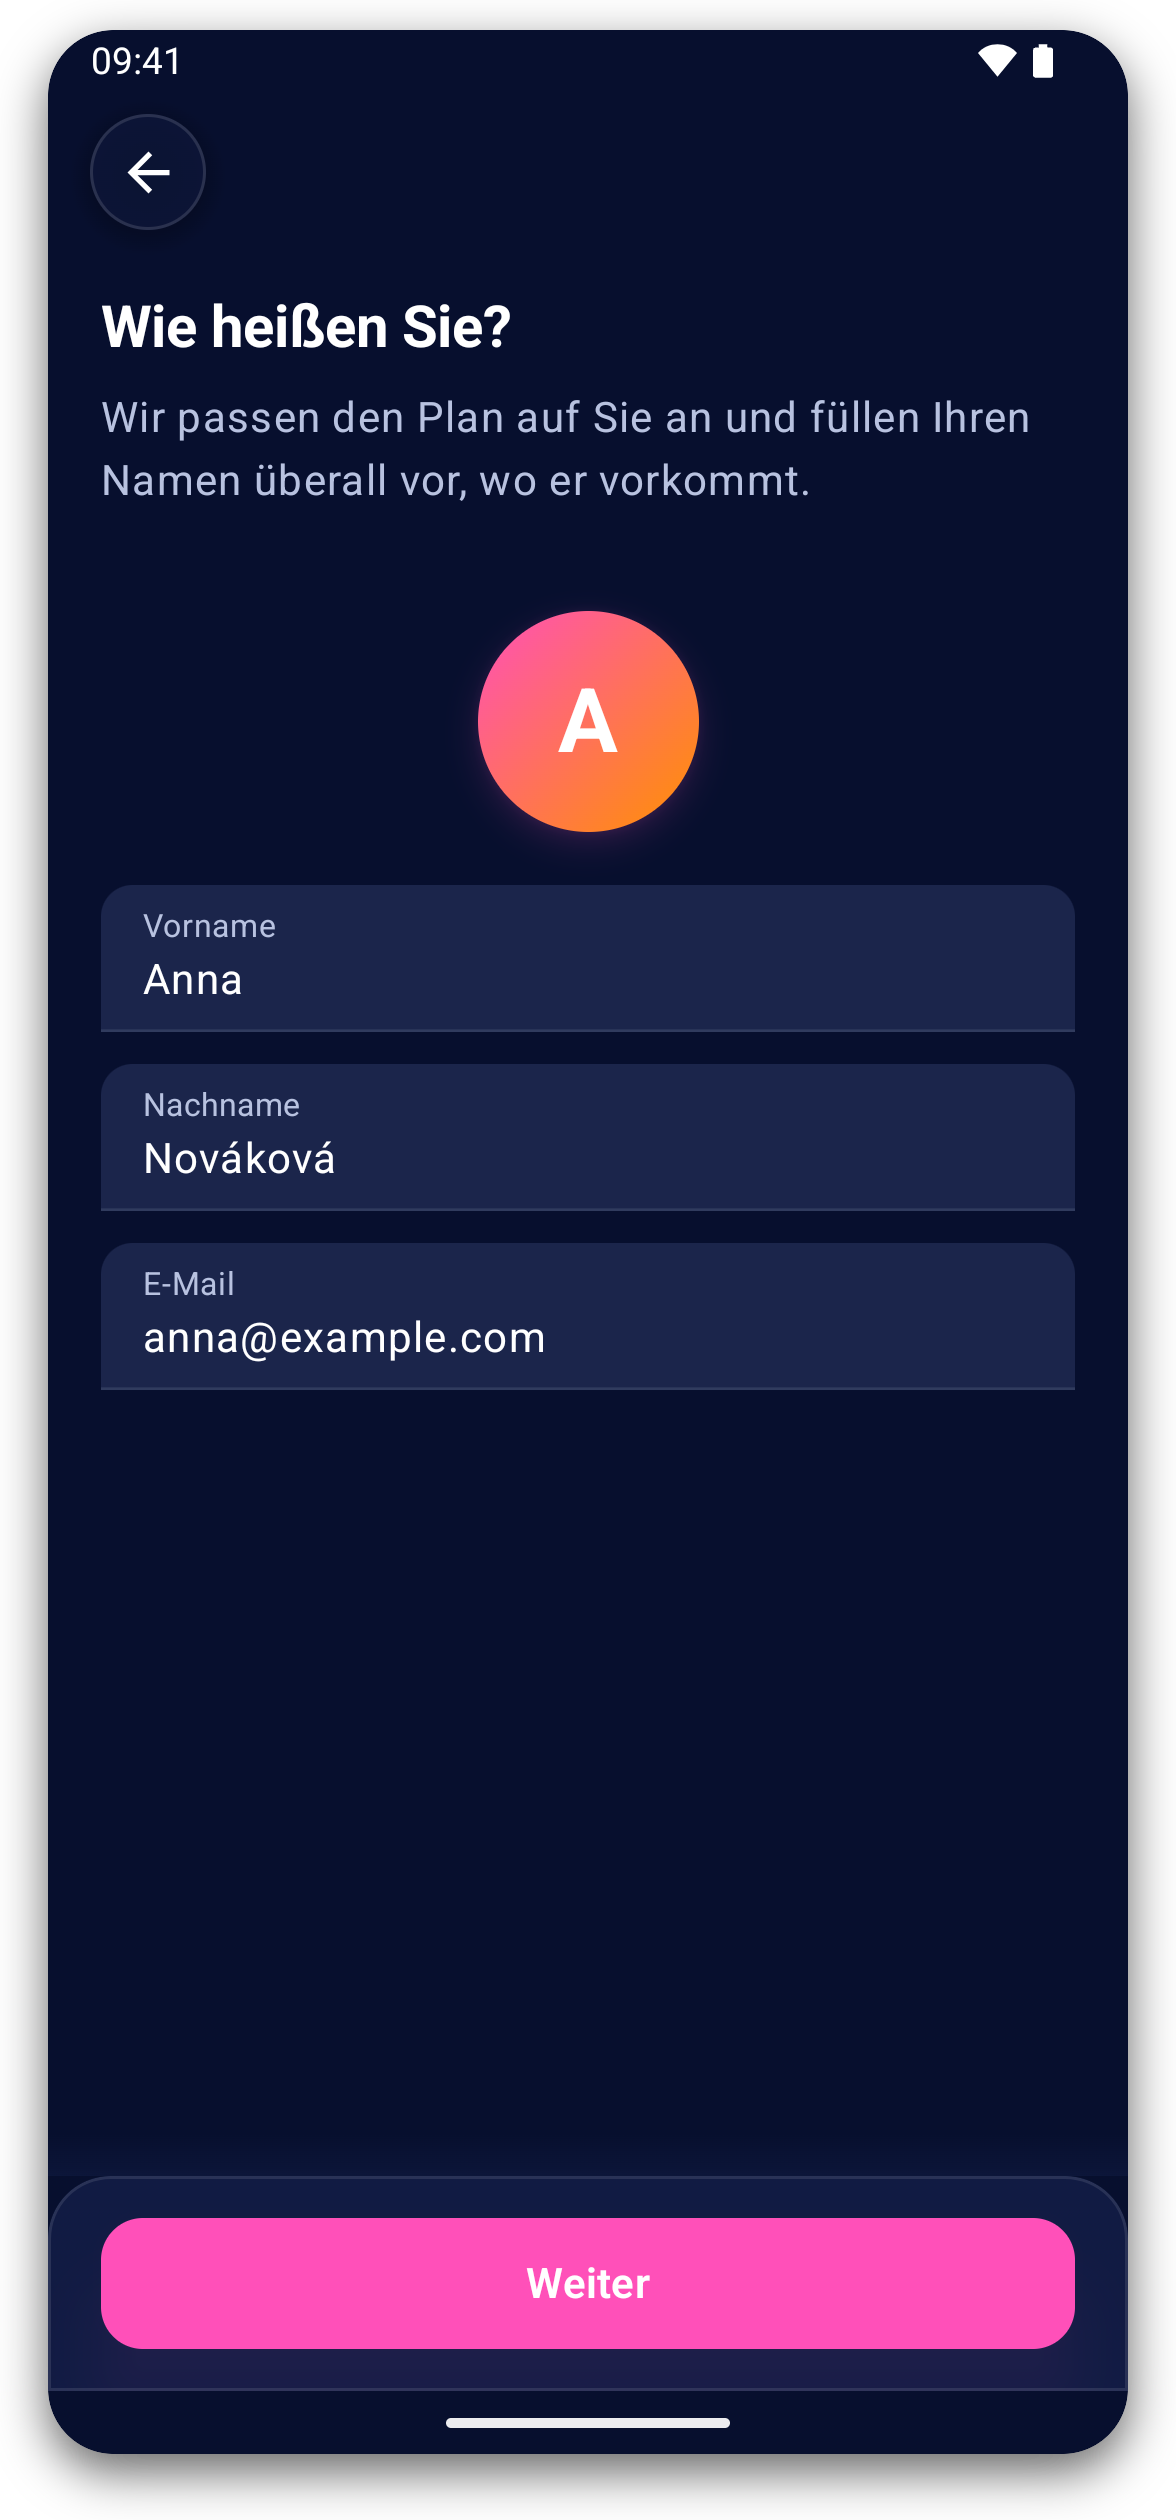 09:41
Wie heißen Sie?
Wir passen den Plan auf Sie an und füllen Ihren
Namen überall vor, wo er vorkommt.
A
Vorname
Anna
Nachname
Nováková
E-Mail
anna@example.com
Weiter